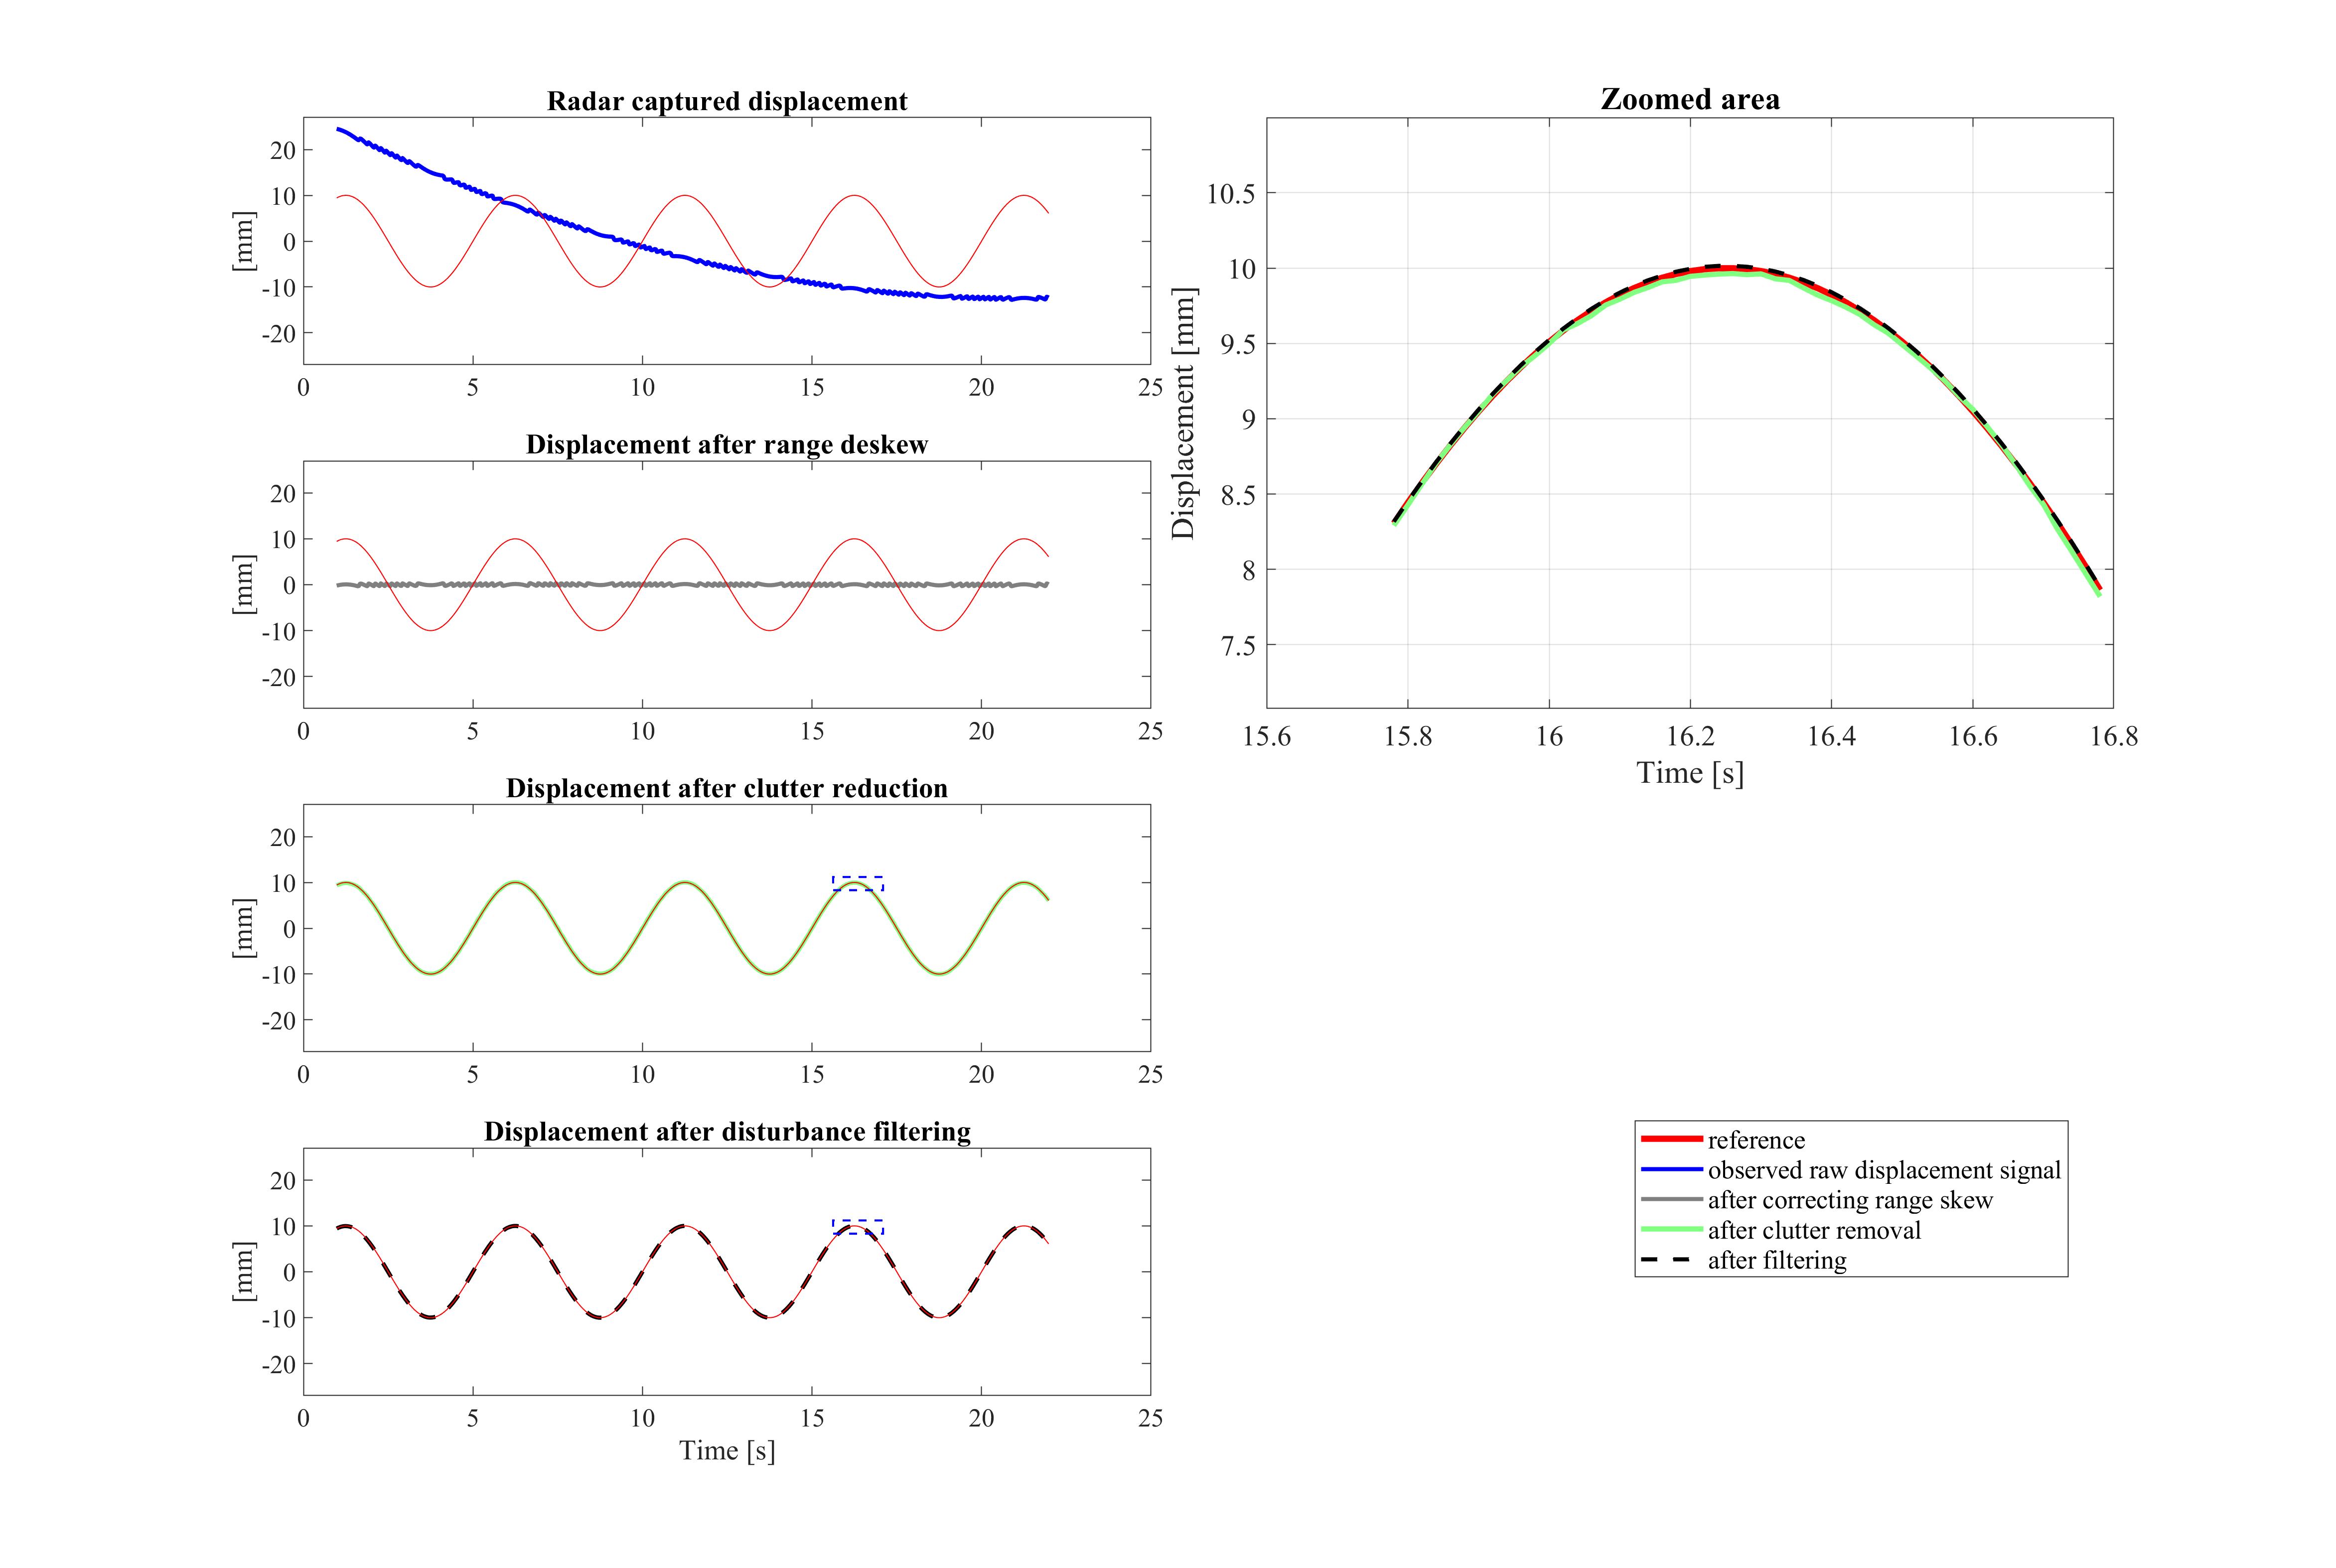 Radar captured displacement
[mm]
20
10
0
-10
-20
0 5 10 15 20 25
Displacement after range deskew
[mm]
20
10
0
-10
-20
0 5 10 15 20 25
Displacement after clutter reduction
[mm]
20
10
0
-10
-20
0 5 10 15 20 25
Displacement after disturbance filtering
[mm]
20
10
0
-10
-20
0 5 10 15 20 25
Time [s]
Zoomed area
Displacement [mm]
10.5
10
9.5
9
8.5
8
7.5
15.6 15.8 16 16.2 16.4 16.6 16.8
Time [s]
reference
observed raw displacement signal
after correcting range skew
after clutter removal
after filtering